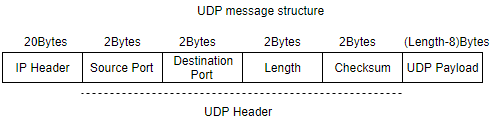 UDP message structure
20Bytes 2Bytes 2Bytes 2Bytes 2Bytes (Length-8)Bytes
IP Header Source Port Destination Port Length Checksum UDP Payload
UDP Header